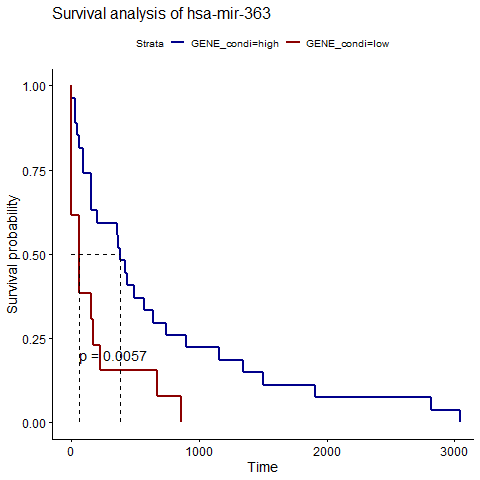 Survival analysis of hsa-mir-363
Strata GENE_condi=high GENE_condi=low
Survival probability
1.00
0.75
0.50
0.25
0.00
p = 0.0057
0 1000 2000 3000
Time